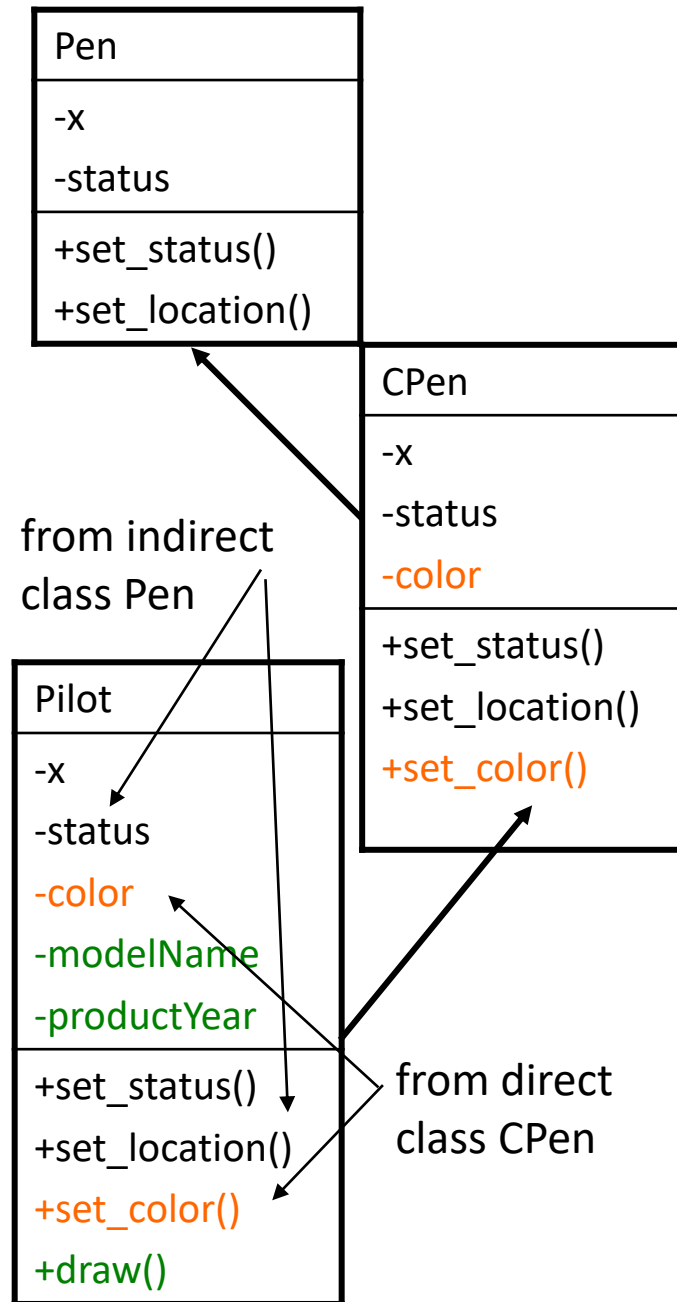 Pen
-x
-status
+set_status()
+set_location()
CPen
-x
-status
-color
+set_status()
+set_location()
+set_color()
from indirect
class Pen
Pilot
-x
-status
-color
-modelName
-productYear
+set_status()
+set_location()
+set_color()
+draw()
from direct
class CPen